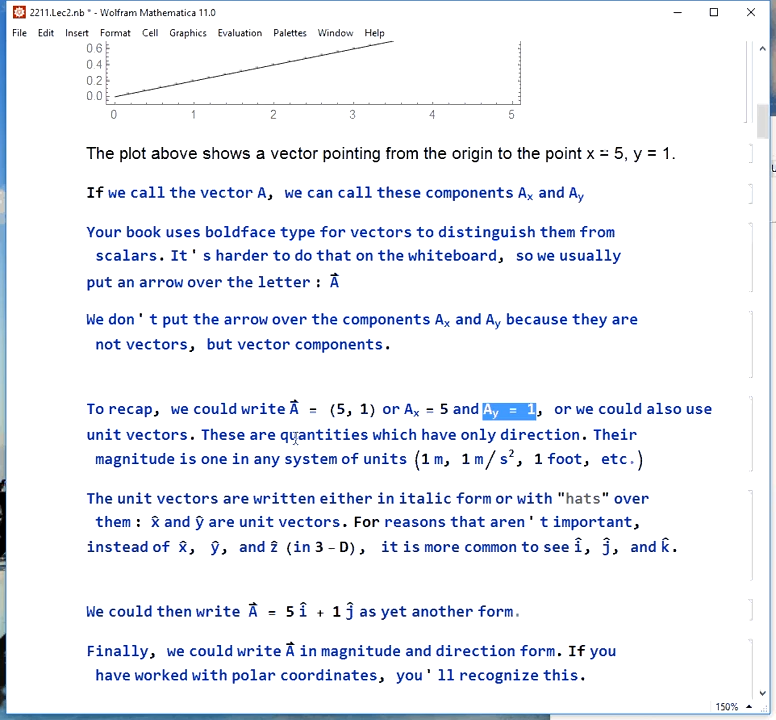 2211.Lec2.nb * - Wolfram Mathematica 11.0
File Edit Insert Format Cell Graphics Evaluation Palettes Window Help
0.6
0.4
0.2
0.0
0 1 2 3 4 5
The plot above shows a vector pointing from the origin to the point x = 5, y = 1.
If we call the vector A, we can call these components Aₓ and Aᵧ
Your book uses boldface type for vectors to distinguish them from
scalars. It's harder to do that on the whiteboard, so we usually
put an arrow over the letter : A⃗
We don't put the arrow over the components Aₓ and Aᵧ because they are
not vectors, but vector components.
To recap, we could write A⃗ = (5, 1) or Aₓ = 5 and Aᵧ = 1, or we could also use
unit vectors. These are quantities which have only direction. Their
magnitude is one in any system of units (1 m, 1 m/s², 1 foot, etc.)
The unit vectors are written either in italic form or with "hats" over
them : x̂ and ŷ are unit vectors. For reasons that aren't important,
instead of x̂, ŷ, and ẑ (in 3 - D), it is more common to see î, ĵ, and k̂.
We could then write A⃗ = 5 î + 1 ĵ as yet another form.
Finally, we could write A⃗ in magnitude and direction form. If you
have worked with polar coordinates, you'll recognize this.
150%